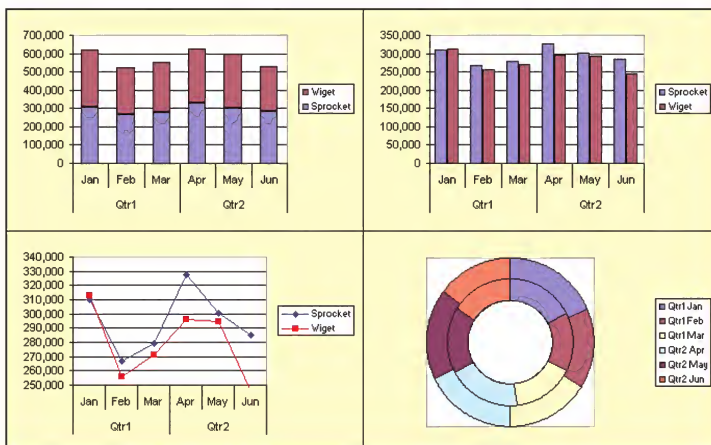 700,000
600,000
500,000
400,000
300,000
200,000
100,000
0
Jan Feb Mar Apr May Jun
Qtr1 Qtr2
Wiget
Sprocket
350,000
300,000
250,000
200,000
150,000
100,000
50,000
0
Jan Feb Mar Apr May Jun
Qtr1 Qtr2
Sprocket
Wiget
340,000
330,000
320,000
310,000
300,000
290,000
280,000
270,000
260,000
250,000
Jan Feb Mar Apr May Jun
Qtr1 Qtr2
Sprocket
Wiget
Qtr1 Jan
Qtr1 Feb
Qtr1 Mar
Qtr2 Apr
Qtr2 May
Qtr2 Jun